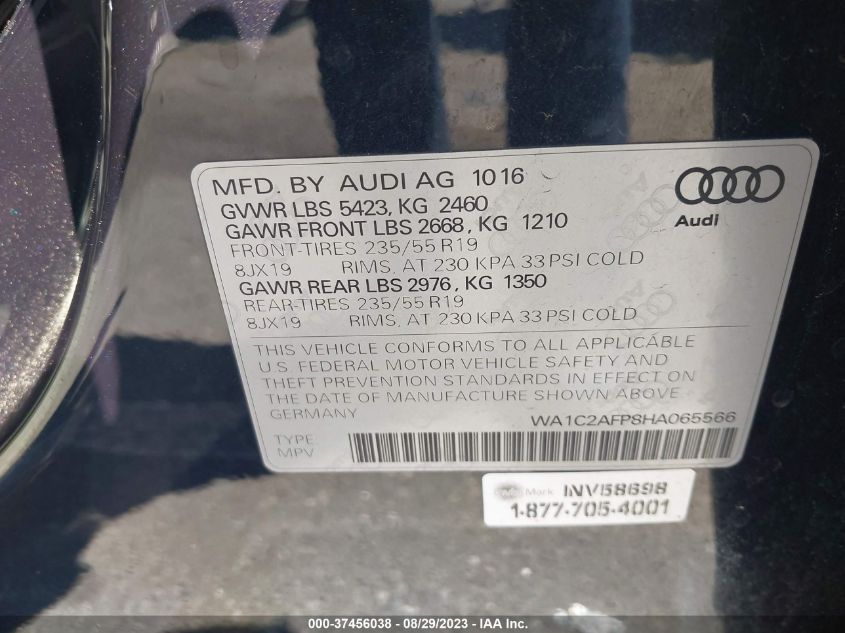 MFD. BY AUDI AG 1016
GVWR LBS 5423, KG 2460
GAWR FRONT LBS 2668, KG 1210
FRONT-TIRES 235/55 R19
8JX19 RIMS, AT 230 KPA 33 PSI COLD
GAWR REAR LBS 2976, KG 1350
REAR-TIRES 235/55 R19
8JX19 RIMS, AT 230 KPA 33 PSI COLD
Audi
THIS VEHICLE CONFORMS TO ALL APPLICABLE
U.S. FEDERAL MOTOR VEHICLE SAFETY AND
THEFT PREVENTION STANDARDS IN EFFECT ON
THE DATE OF MANUFACTURE SHOWN ABOVE.
GERMANY
WA1C2AFP8HA065566
TYPE:
MPV
Mark INV58698
1-877-705-4001
000-37456038 - 08/29/2023 - IAA Inc.